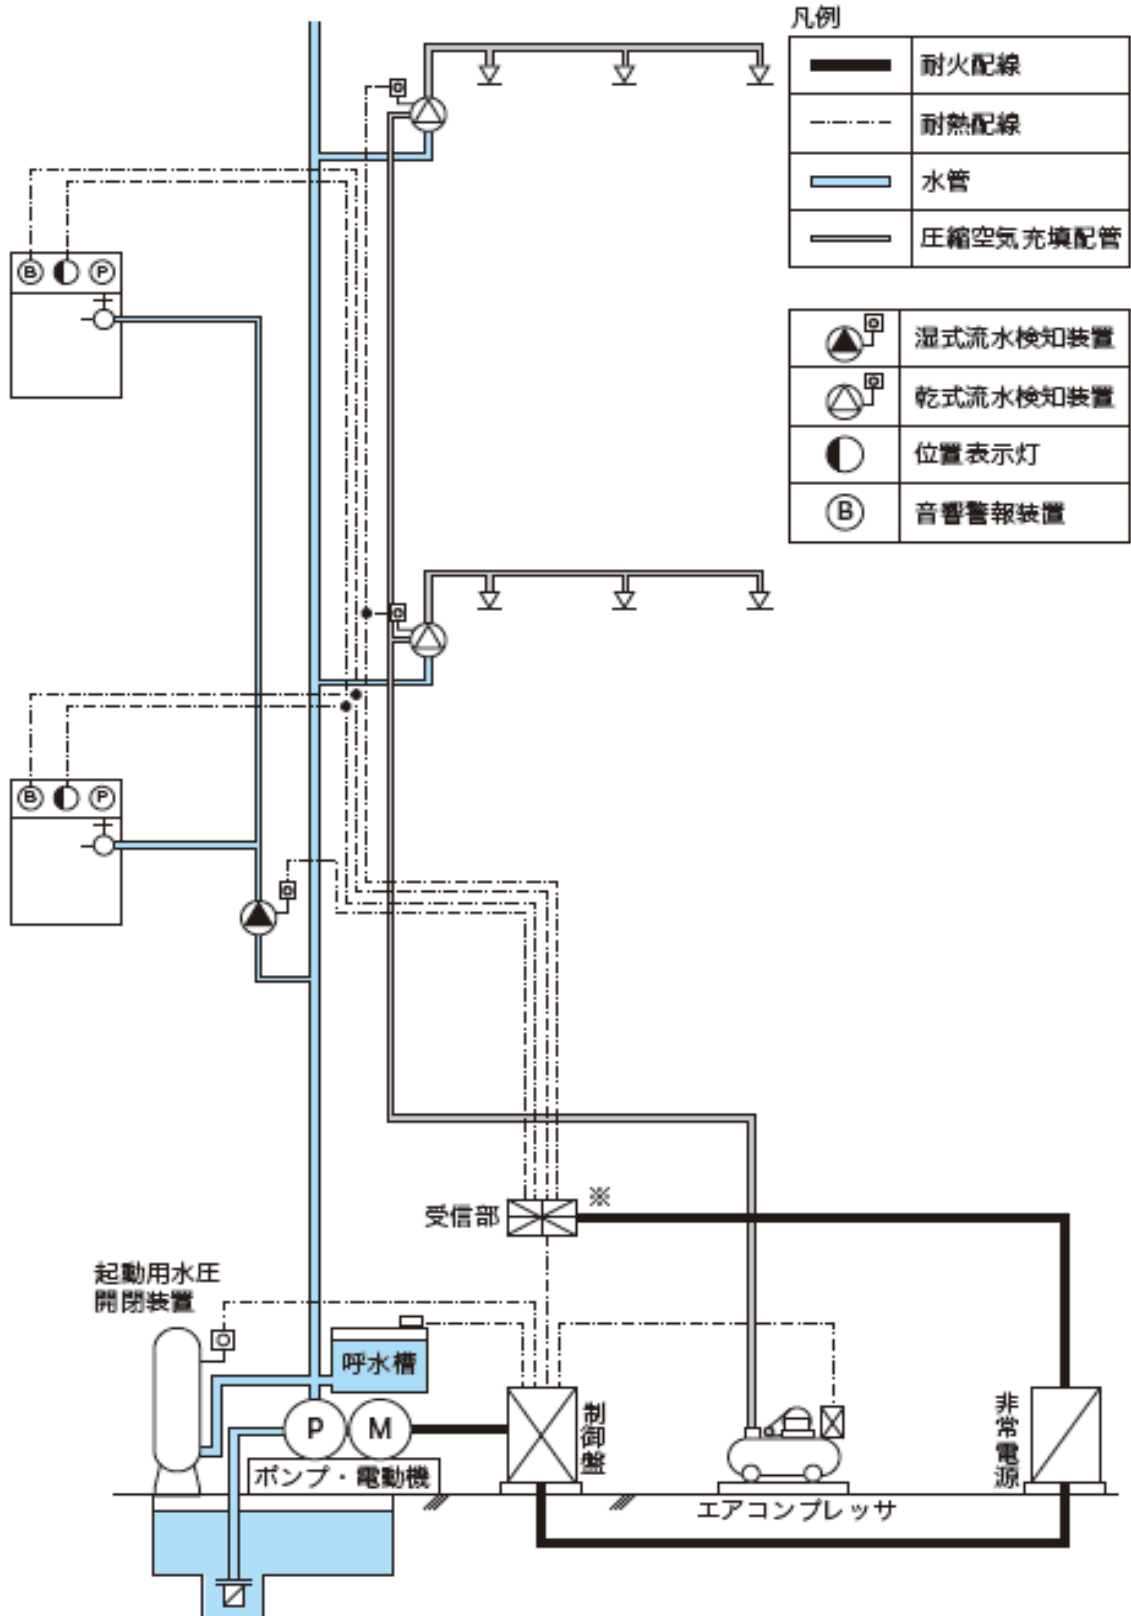 凡例
耐火配線
耐熱配線
水管
圧縮空気充填配管
湿式流水検知装置
乾式流水検知装置
位置表示灯
B
音響警報装置
B
P
B
P
受信部
※
起動用水圧
開閉装置
呼水槽
P
M
ポンプ・電動機
制御盤
エアコンプレッサ
非常電源